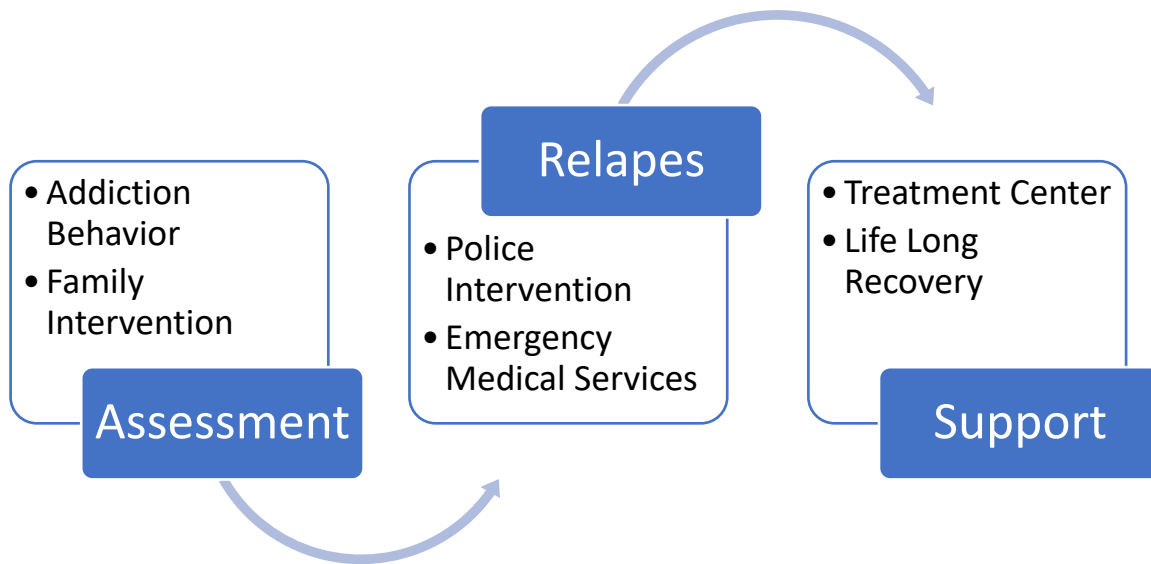 • Addiction
Behavior
• Family
Intervention
Assessment
Relapes
• Police
Intervention
• Emergency
Medical Services
• Treatment Center
• Life Long
Recovery
Support